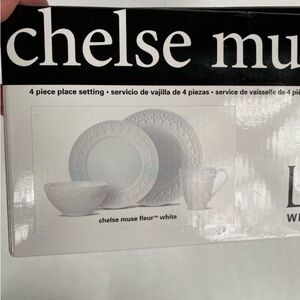 chelse mu
4 piece place setting • servicio de vajilla de 4 piezas • service de vaisselle de 4 piè
chelse muse fleur™ white
L
W